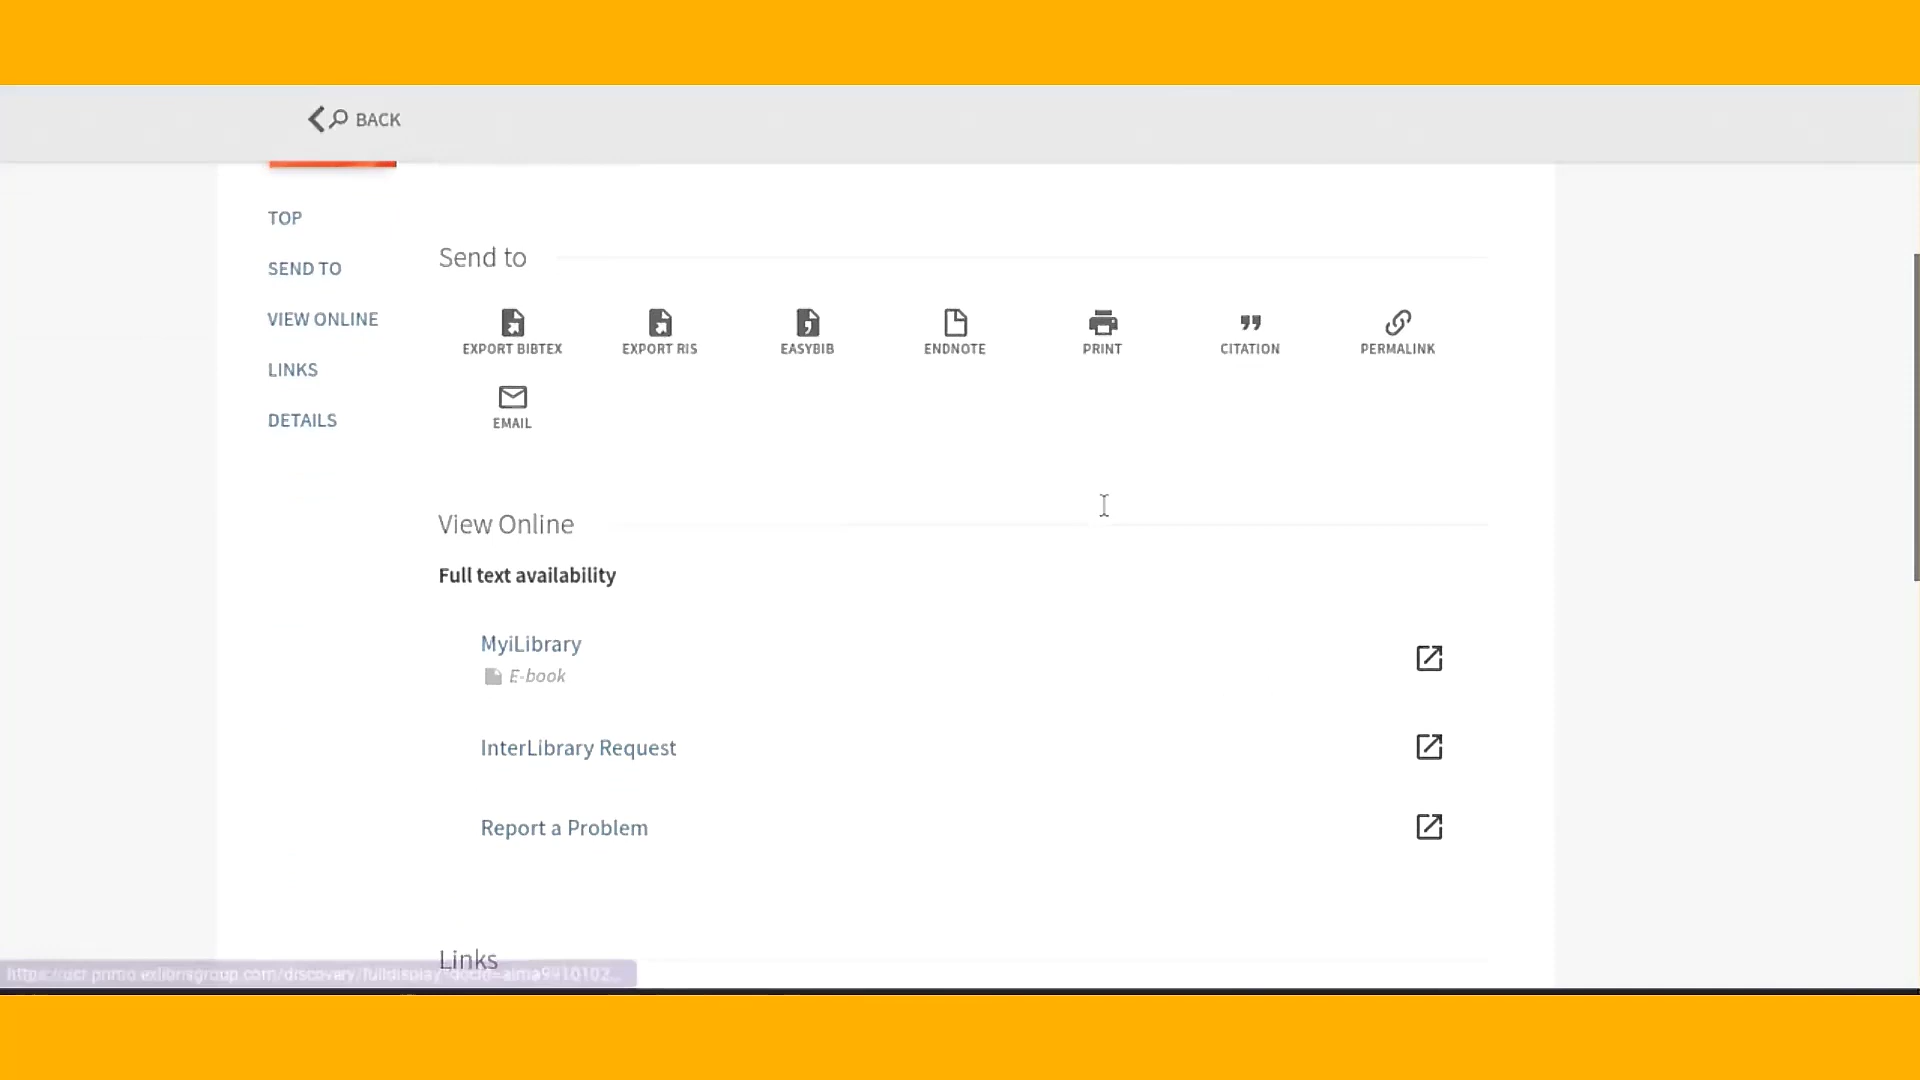 BACK
TOP
SEND TO
VIEW ONLINE
LINKS
DETAILS
Send to
EXPORT BIBTEX
EXPORT RIS
EASYBIB
ENDNOTE
PRINT
CITATION
PERMALINK
EMAIL
View Online
Full text availability
MyiLibrary
E-book
InterLibrary Request
Report a Problem
Links